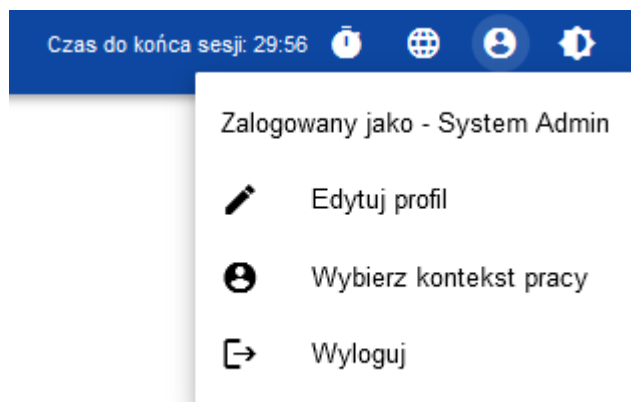 Czas do końca sesji: 29:56
Zalogowany jako - System Admin
Edytuj profil
Wybierz kontekst pracy
Wyloguj